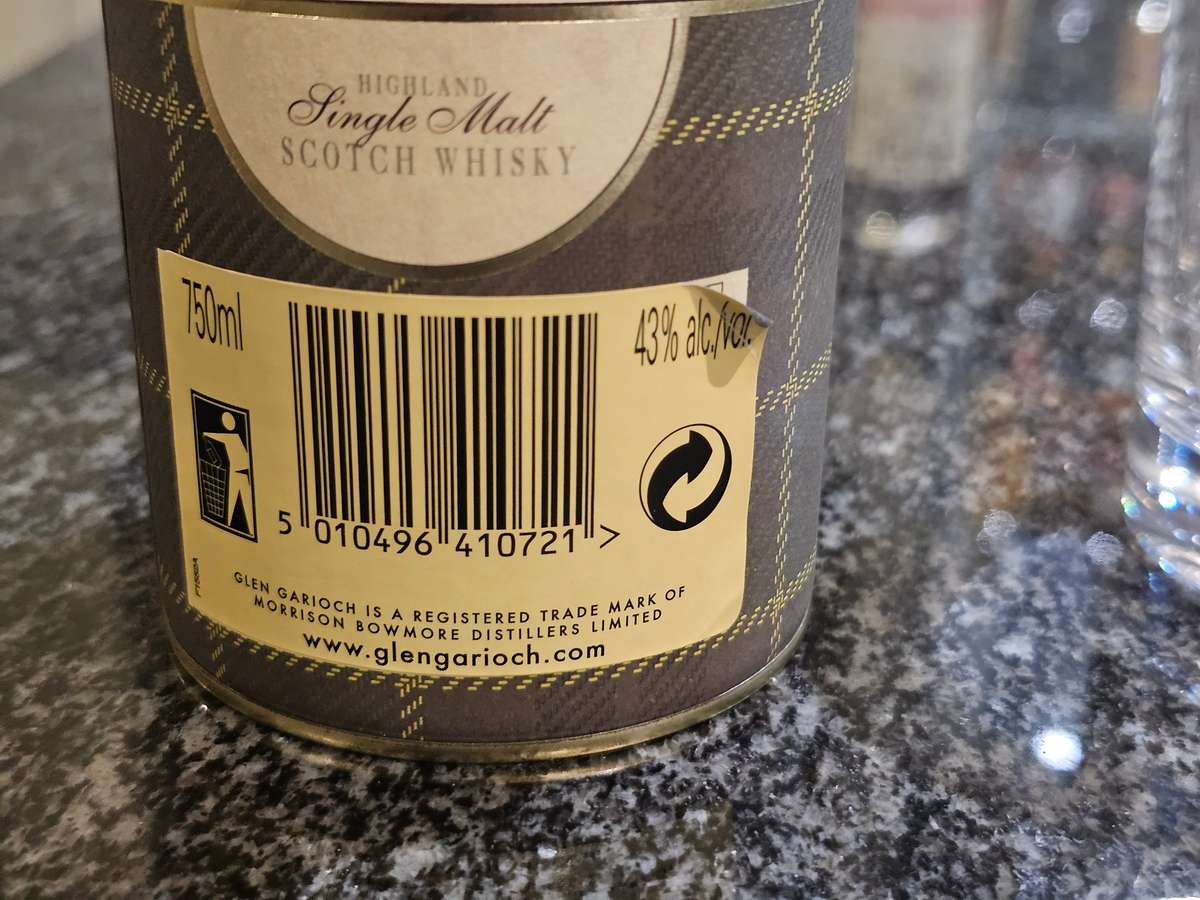 HIGHLAND
Single Malt
SCOTCH WHISKY
750ml
43% alc./vol.
5 010496 410721 >
GLEN GARIOCH IS A REGISTERED TRADE MARK OF
MORRISON BOWMORE DISTILLERS LIMITED
www.glengarioch.com